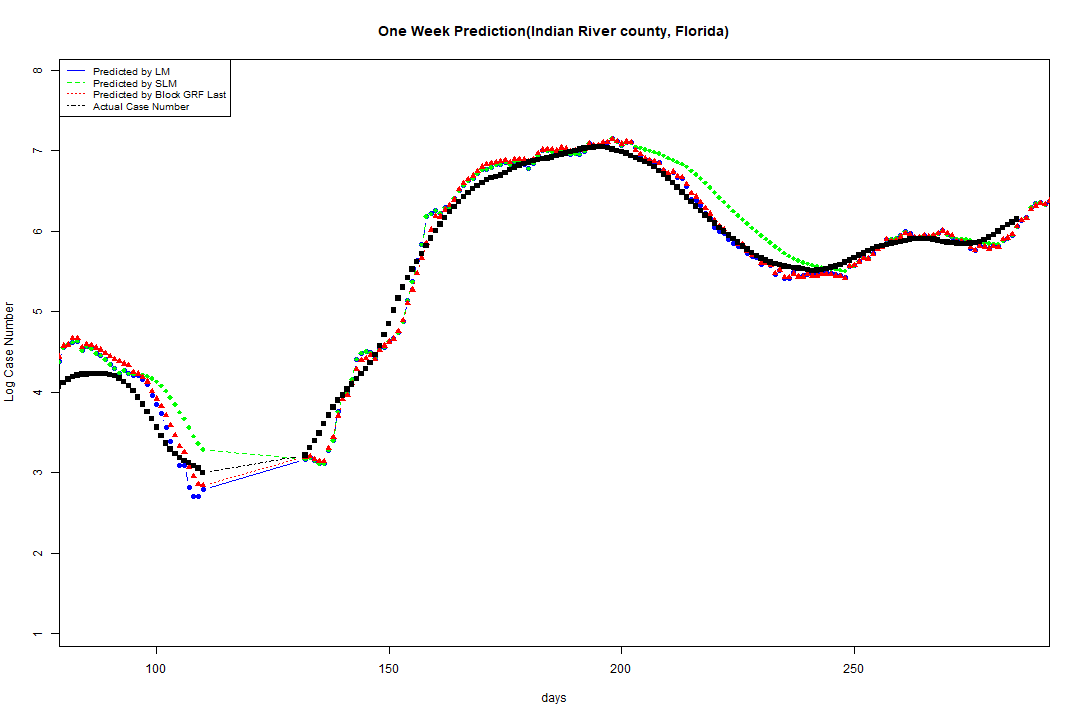 One Week Prediction(Indian River county, Florida)
Predicted by LM
Predicted by SLM
Predicted by Block GRF Last
Actual Case Number
Log Case Number
8
7
6
5
4
3
2
1
100 150 200 250
days